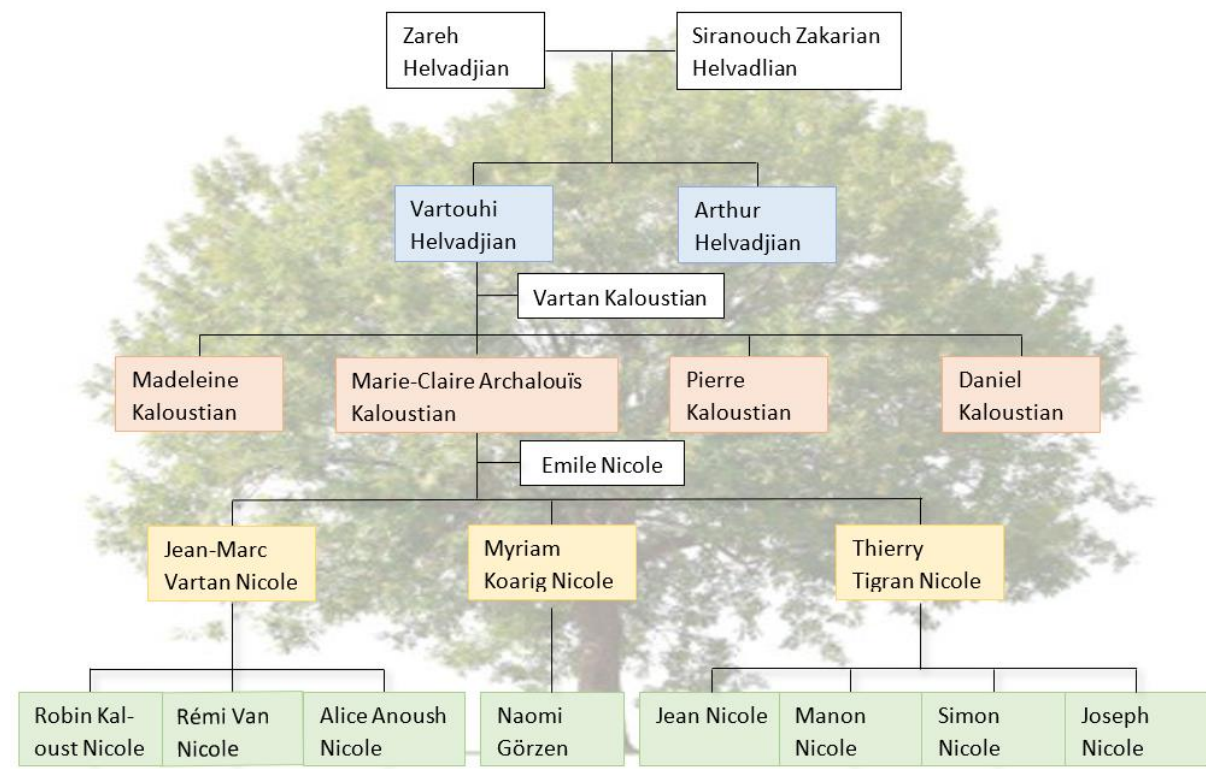 Zareh
Helvadjian
Siranouch Zakarian
Helvadlian
Vartouhi
Helvadjian
Arthur
Helvadjian
Vartan Kaloustian
Madeleine
Kaloustian
Marie-Claire Archalouïs
Kaloustian
Pierre
Kaloustian
Daniel
Kaloustian
Emile Nicole
Jean-Marc
Vartan Nicole
Myriam
Koarig Nicole
Thierry
Tigran Nicole
Robin Kal-
oust Nicole
Rémi Van
Nicole
Alice Anoush
Nicole
Naomi
Görzen
Jean Nicole
Manon
Nicole
Simon
Nicole
Joseph
Nicole